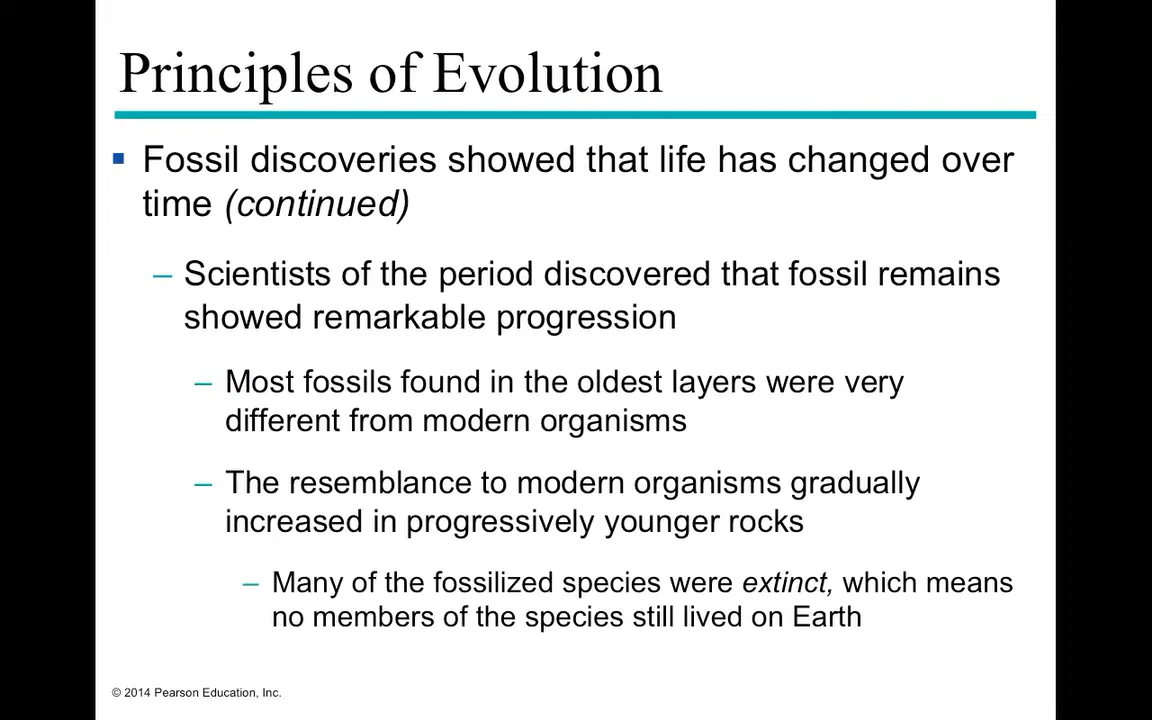 Principles of Evolution
▪ Fossil discoveries showed that life has changed over
time (continued)
– Scientists of the period discovered that fossil remains
showed remarkable progression
– Most fossils found in the oldest layers were very
different from modern organisms
– The resemblance to modern organisms gradually
increased in progressively younger rocks
– Many of the fossilized species were extinct, which means
no members of the species still lived on Earth
© 2014 Pearson Education, Inc.